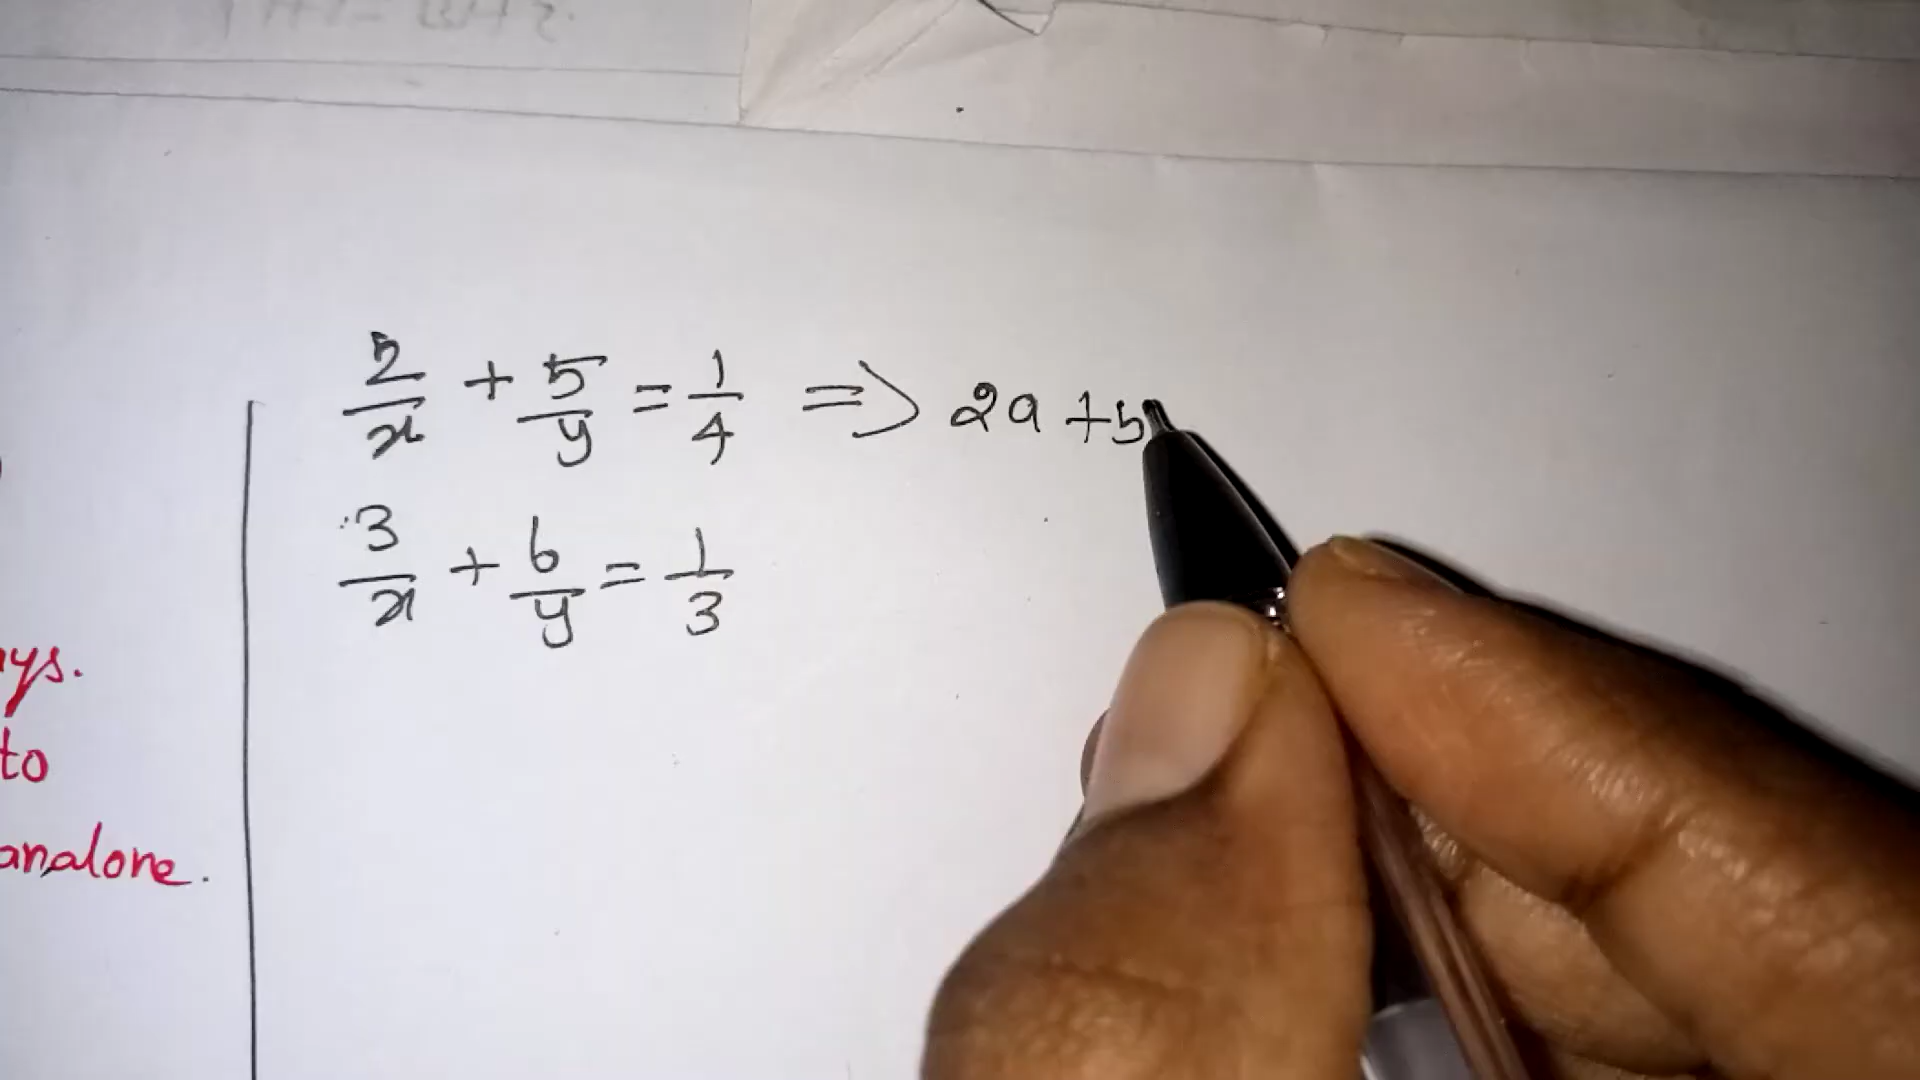 2/x + 5/y = 1/4 => 2a + 5
3/x + 6/y = 1/3
ys.
to
analone.